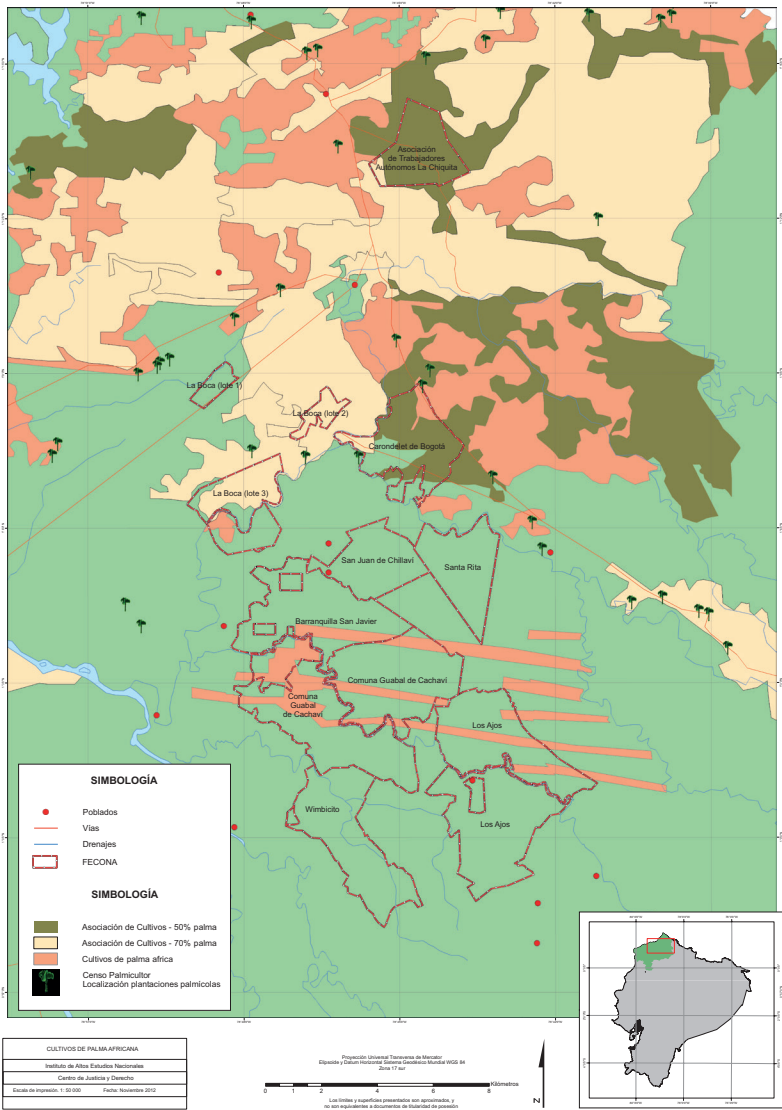 Asociación
de Trabajadores
Autónomos La Chiquita
La Boca (lote 1)
La Boca (lote 2)
Carondelet de Bogotá
La Boca (lote 3)
San Juan de Chillaví
Santa Rita
Barranquilla San Javier
Comuna Guabal de Cachaví
Comuna
Guabal
de Cachaví
Los Ajos
Wimbicito
Los Ajos
SIMBOLOGÍA
Poblados
Vías
Drenajes
FECONA
SIMBOLOGÍA
Asociación de Cultivos - 50% palma
Asociación de Cultivos - 70% palma
Cultivos de palma africa
Censo Palmicultor
Localización plantaciones palmicolas
CULTIVOS DE PALMA AFRICANA
Instituto de Altos Estudios Nacionales
Centro de Justicia y Derecho
Escala de impresión. 1: 50 000 Fecha: Noviembre 2012
Proyección Universal Transversa de Mercator
Elipsoide y Datum Horizontal Sistema Geodésico Mundial WGS 84
Zona 17 sur
Kilómetros
0 1 2 4 6 8
Los límites y superficies presentados son aproximados, y
no son equivalentes a documentos de titularidad de posesión
N